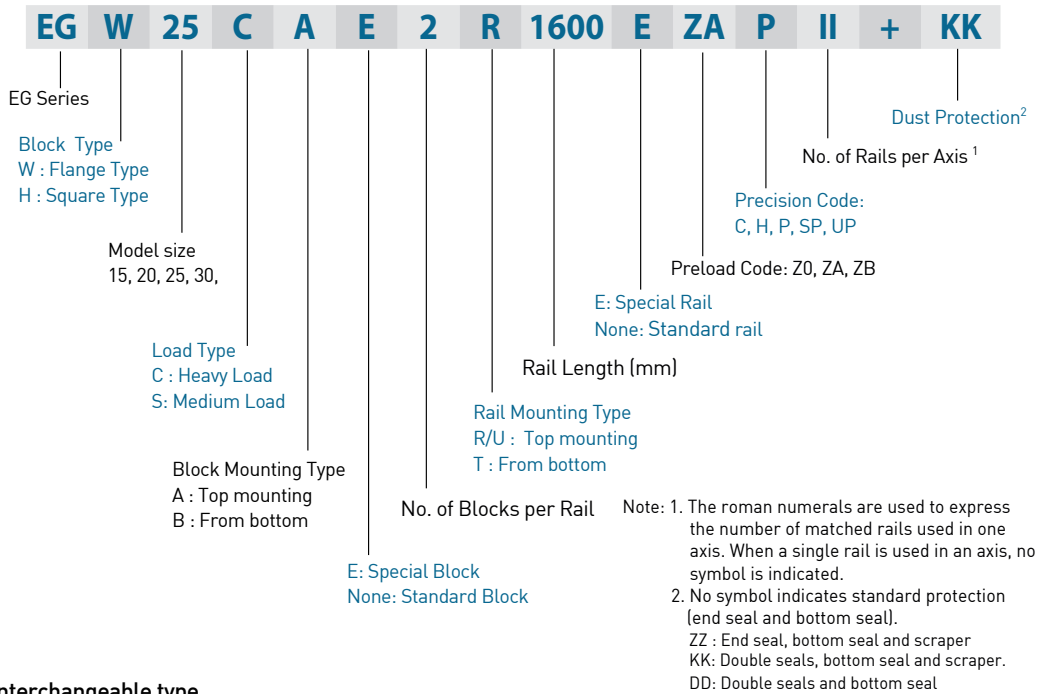 EG W 25 C A E 2 R 1600 E ZA P II + KK
EG Series
Block Type
W : Flange Type
H : Square Type
Model size
15, 20, 25, 30,
Load Type
C : Heavy Load
S: Medium Load
Block Mounting Type
A : Top mounting
B : From bottom
E: Special Block
None: Standard Block
No. of Blocks per Rail
Rail Mounting Type
R/U : Top mounting
T : From bottom
Rail Length (mm)
E: Special Rail
None: Standard rail
Preload Code: Z0, ZA, ZB
Precision Code:
C, H, P, SP, UP
No. of Rails per Axis 1
Dust Protection2
Note: 1. The roman numerals are used to express
the number of matched rails used in one
axis. When a single rail is used in an axis, no
symbol is indicated.
2. No symbol indicates standard protection
(end seal and bottom seal).
ZZ : End seal, bottom seal and scraper
KK: Double seals, bottom seal and scraper.
DD: Double seals and bottom seal
nterchangeable type